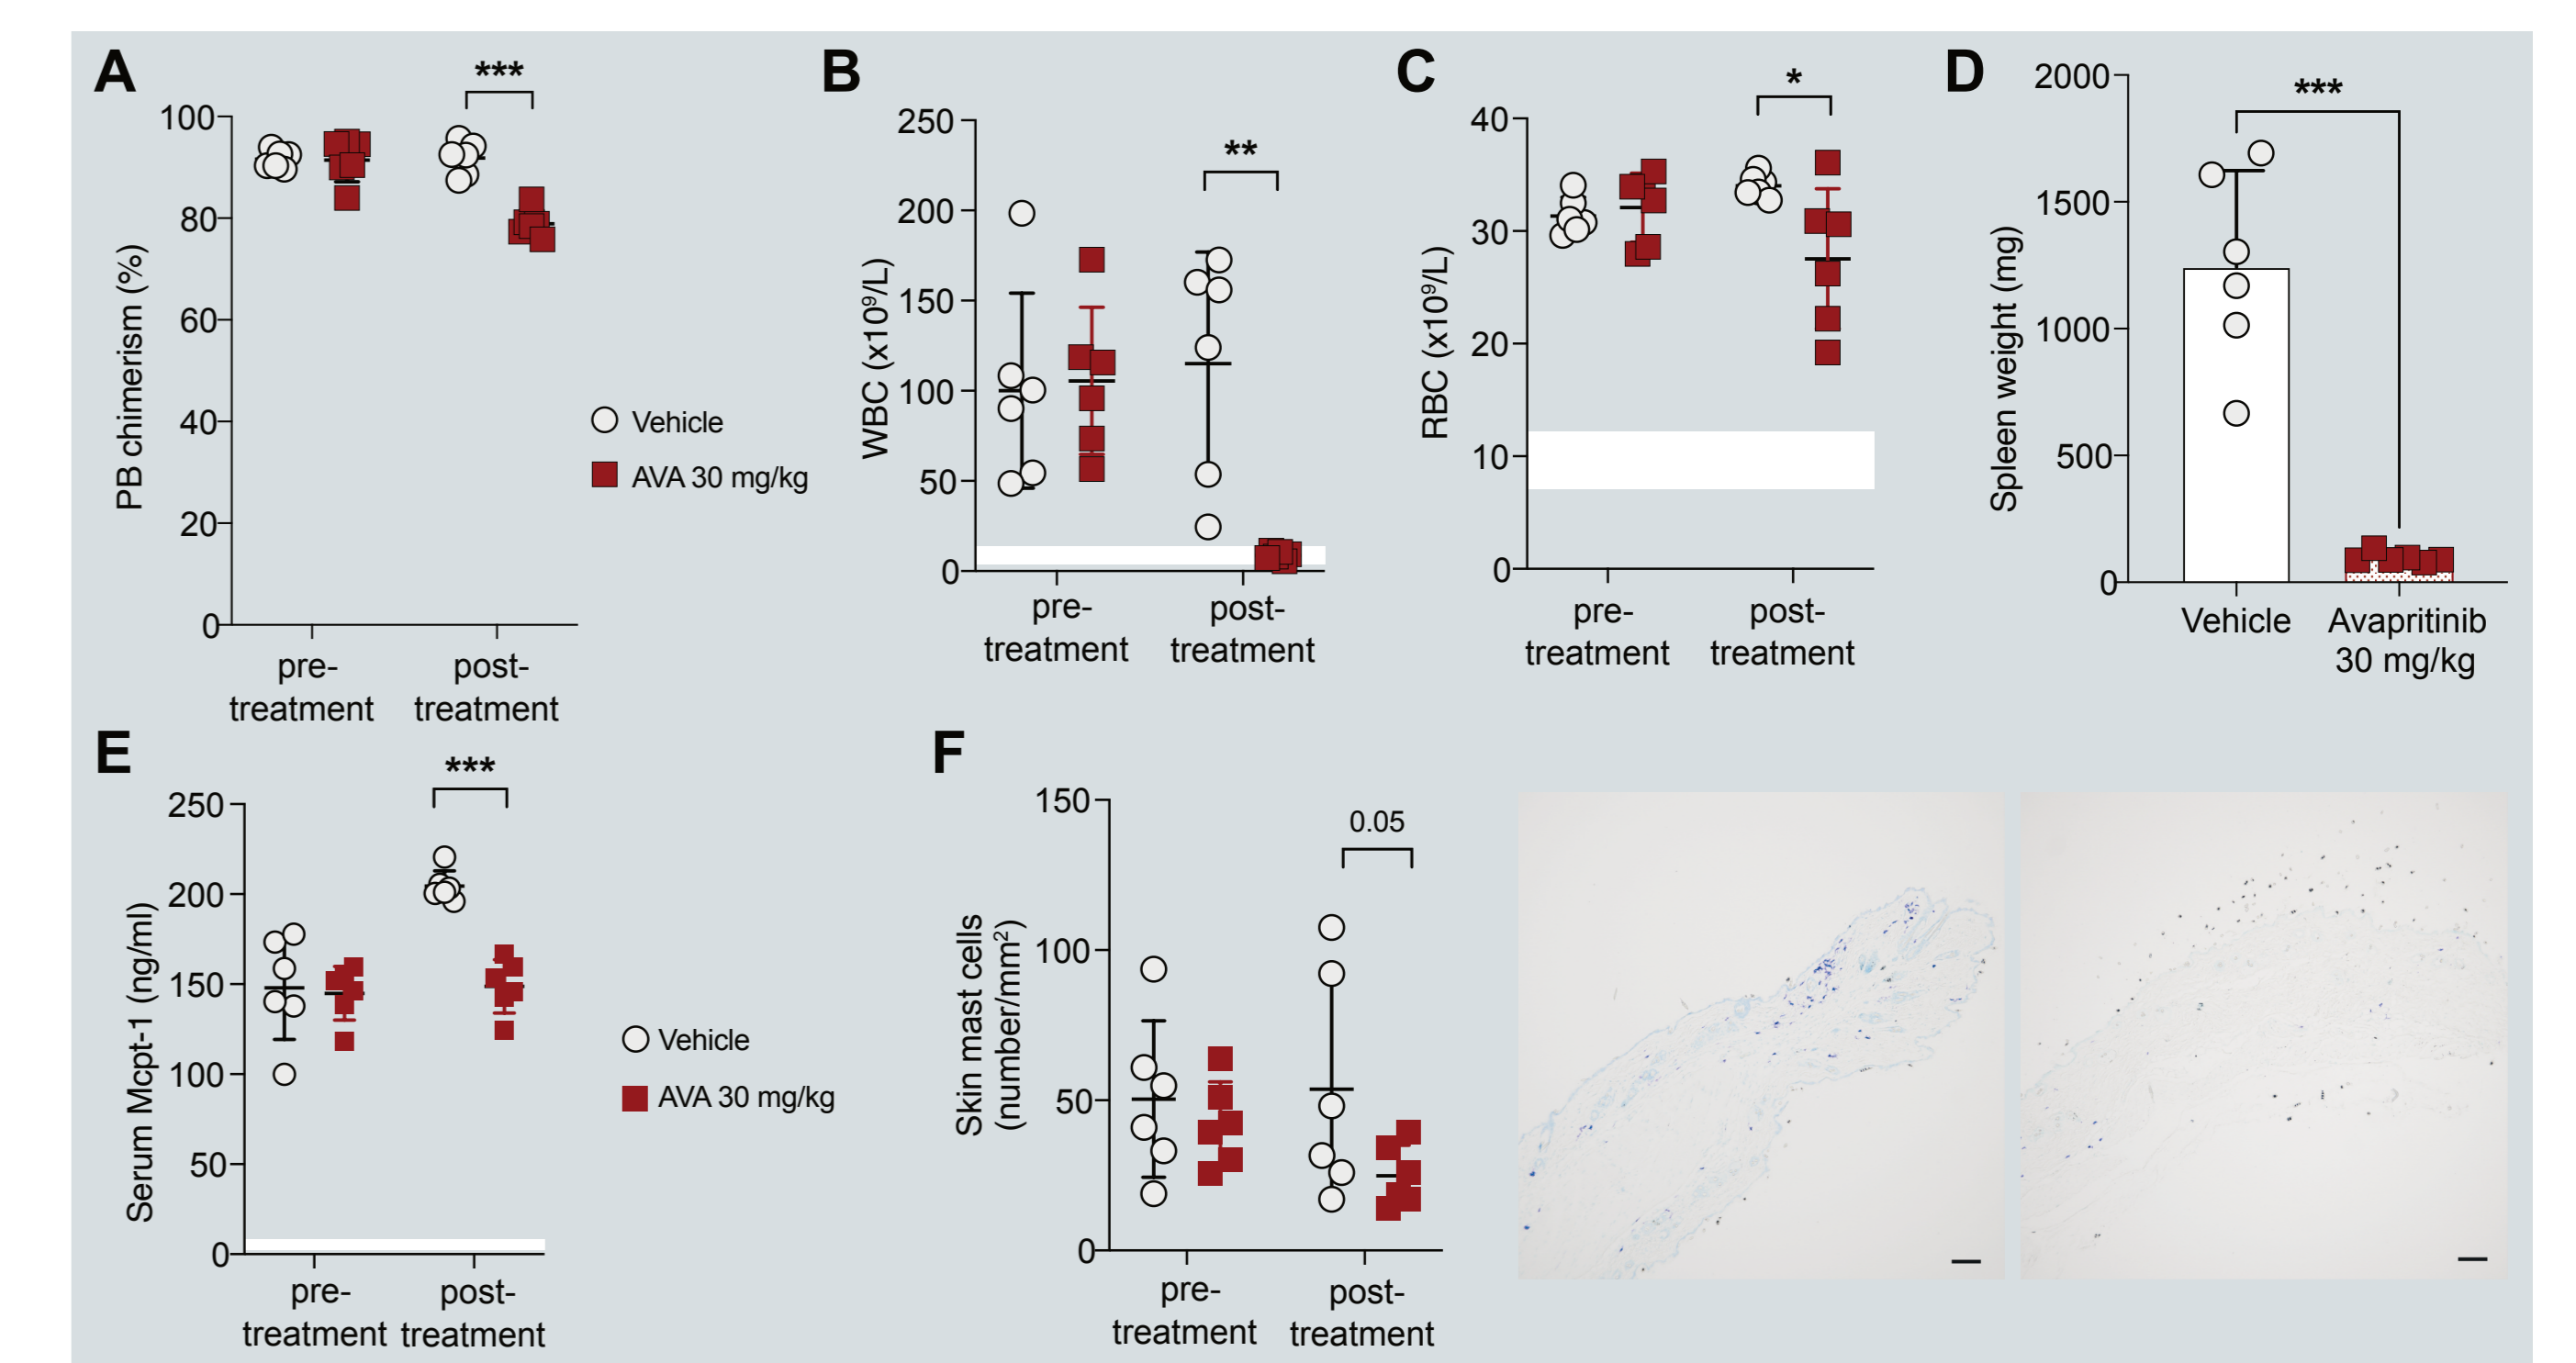 A
***
100
80
60
40
20
0
PB chimerism (%)
pre-
treatment
post-
treatment
Vehicle
AVA 30 mg/kg
B
**
250
200
150
100
50
0
WBC (x10⁹/L)
pre-
treatment
post-
treatment
C
*
40
30
20
10
0
RBC (x10⁹/L)
pre-
treatment
post-
treatment
D
***
2000
1500
1000
500
0
Spleen weight (mg)
Vehicle
Avapritinib
30 mg/kg
E
***
250
200
150
100
50
0
Serum Mcpt-1 (ng/ml)
pre-
treatment
post-
treatment
Vehicle
AVA 30 mg/kg
F
0.05
150
100
50
0
Skin mast cells
(number/mm²)
pre-
treatment
post-
treatment